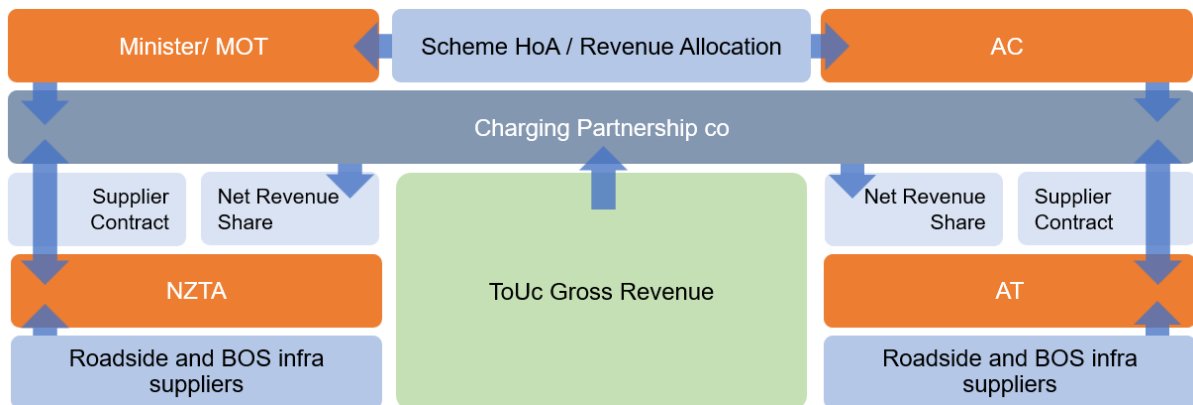 Minister/ MOT
Scheme HoA / Revenue Allocation
AC
Charging Partnership co
Supplier
Contract
Net Revenue
Share
Net Revenue
Share
Supplier
Contract
NZTA
ToUc Gross Revenue
AT
Roadside and BOS infra
suppliers
Roadside and BOS infra
suppliers